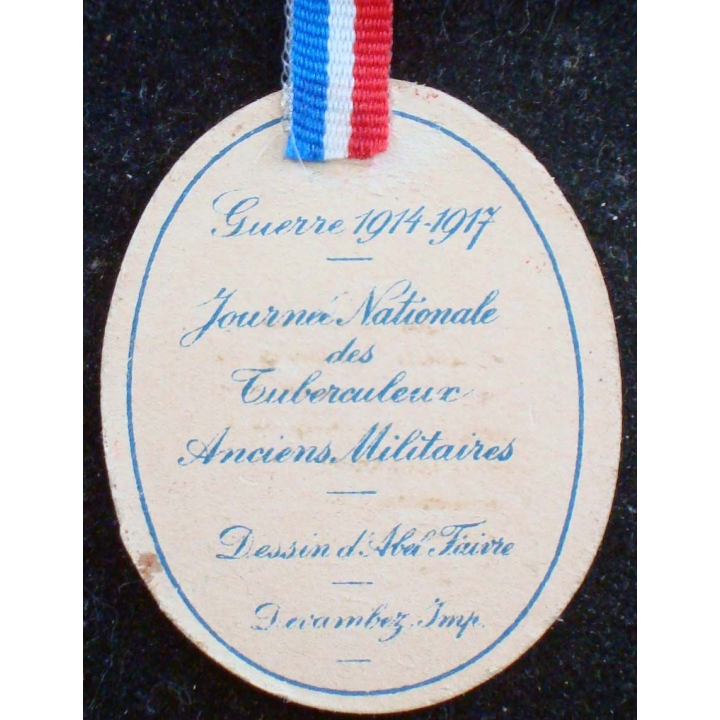 Guerre 1914-1917
Journée Nationale
des
Tuberculeux
Anciens Militaires
Dessin d'Abel Faivre
Devambez, Imp.